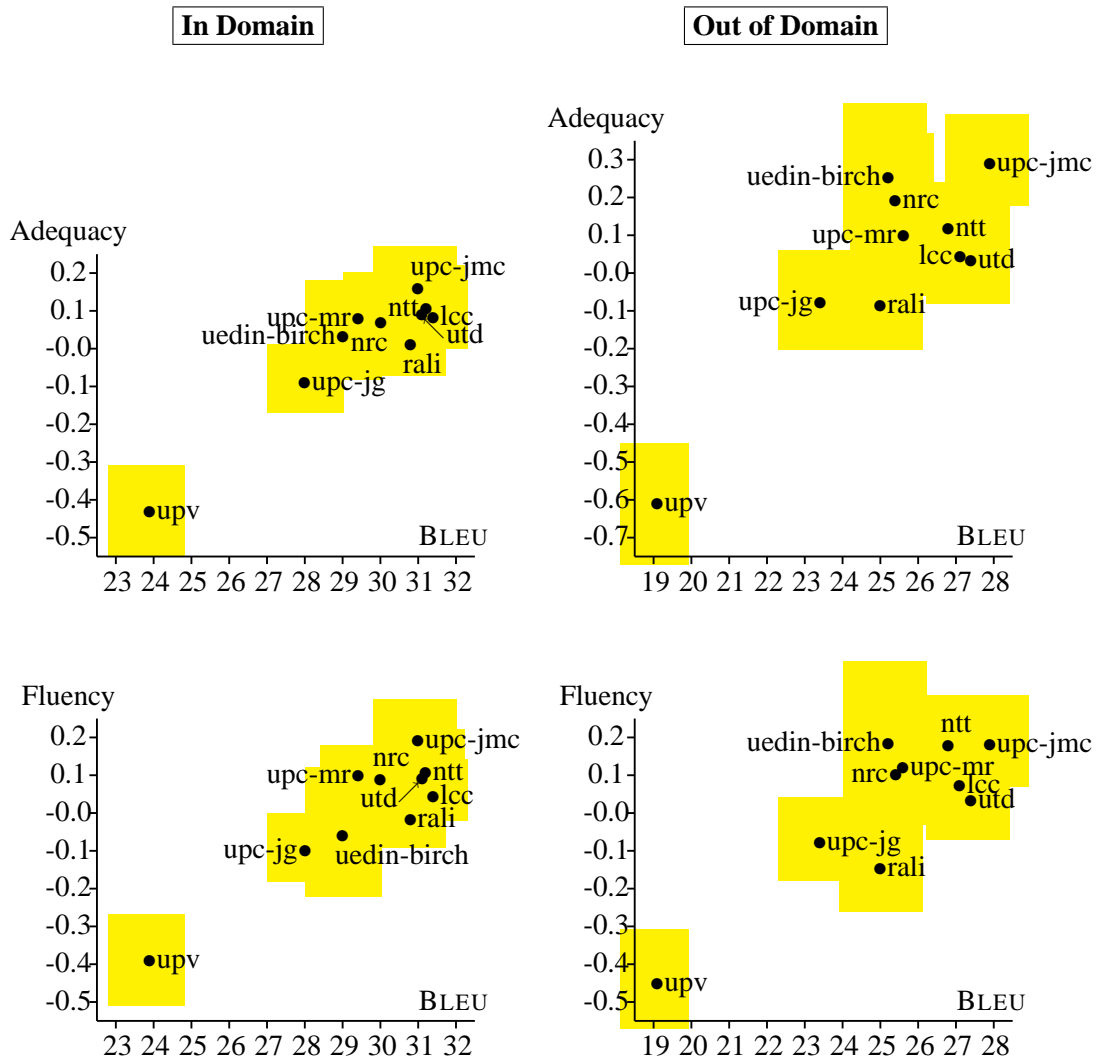 In Domain
Out of Domain
Adequacy
0.2
0.1
-0.0
-0.1
-0.2
-0.3
-0.4
-0.5
upc-jmc
upc-mr
ntt
lcc
uedin-birch
nrc
utd
rali
upc-jg
upv
BLEU
23 24 25 26 27 28 29 30 31 32
Adequacy
0.3
0.2
0.1
-0.0
-0.1
-0.2
-0.3
-0.4
-0.5
-0.6
-0.7
upc-jmc
uedin-birch
nrc
upc-mr
ntt
lcc
utd
upc-jg
rali
upv
BLEU
19 20 21 22 23 24 25 26 27 28
Fluency
0.2
0.1
-0.0
-0.1
-0.2
-0.3
-0.4
-0.5
upc-jmc
nrc
upc-mr
ntt
utd
lcc
rali
upc-jg
uedin-birch
upv
BLEU
23 24 25 26 27 28 29 30 31 32
Fluency
0.2
0.1
-0.0
-0.1
-0.2
-0.3
-0.4
-0.5
ntt
uedin-birch
upc-jmc
nrc
upc-mr
lcc
utd
upc-jg
rali
upv
BLEU
19 20 21 22 23 24 25 26 27 28